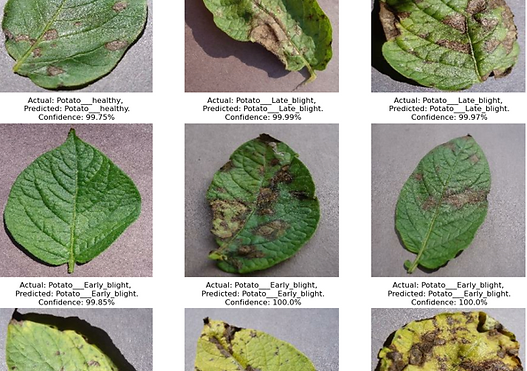 Actual: Potato___healthy,
Predicted: Potato___healthy.
Confidence: 99.75%
Actual: Potato___Late_blight,
Predicted: Potato___Late_blight.
Confidence: 99.99%
Actual: Potato___Late_blight,
Predicted: Potato___Late_blight.
Confidence: 99.97%
Actual: Potato___Early_blight,
Predicted: Potato___Early_blight.
Confidence: 99.85%
Actual: Potato___Early_blight,
Predicted: Potato___Early_blight.
Confidence: 100.0%
Actual: Potato___Early_blight,
Predicted: Potato___Early_blight.
Confidence: 100.0%